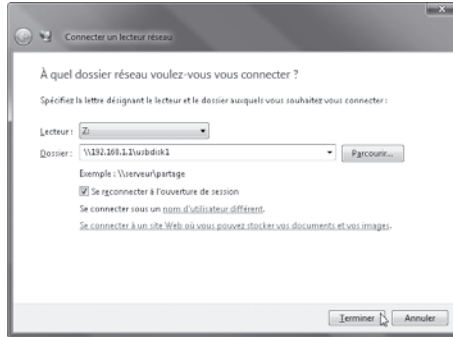 Connecter un lecteur réseau
À quel dossier réseau voulez-vous vous connecter ?
Spécifiez la lettre désignant le lecteur et le dossier auxquels vous souhaitez vous connecter :
Lecteur : Z:
Dossier : \\192.168.1.1\usbdisk1 Parcourir...
Exemple : \\serveur\partage
Se reconnecter à l'ouverture de session
Se connecter sous un nom d'utilisateur différent.
Se connecter à un site Web où vous pouvez stocker vos documents et vos images.
Terminer Annuler